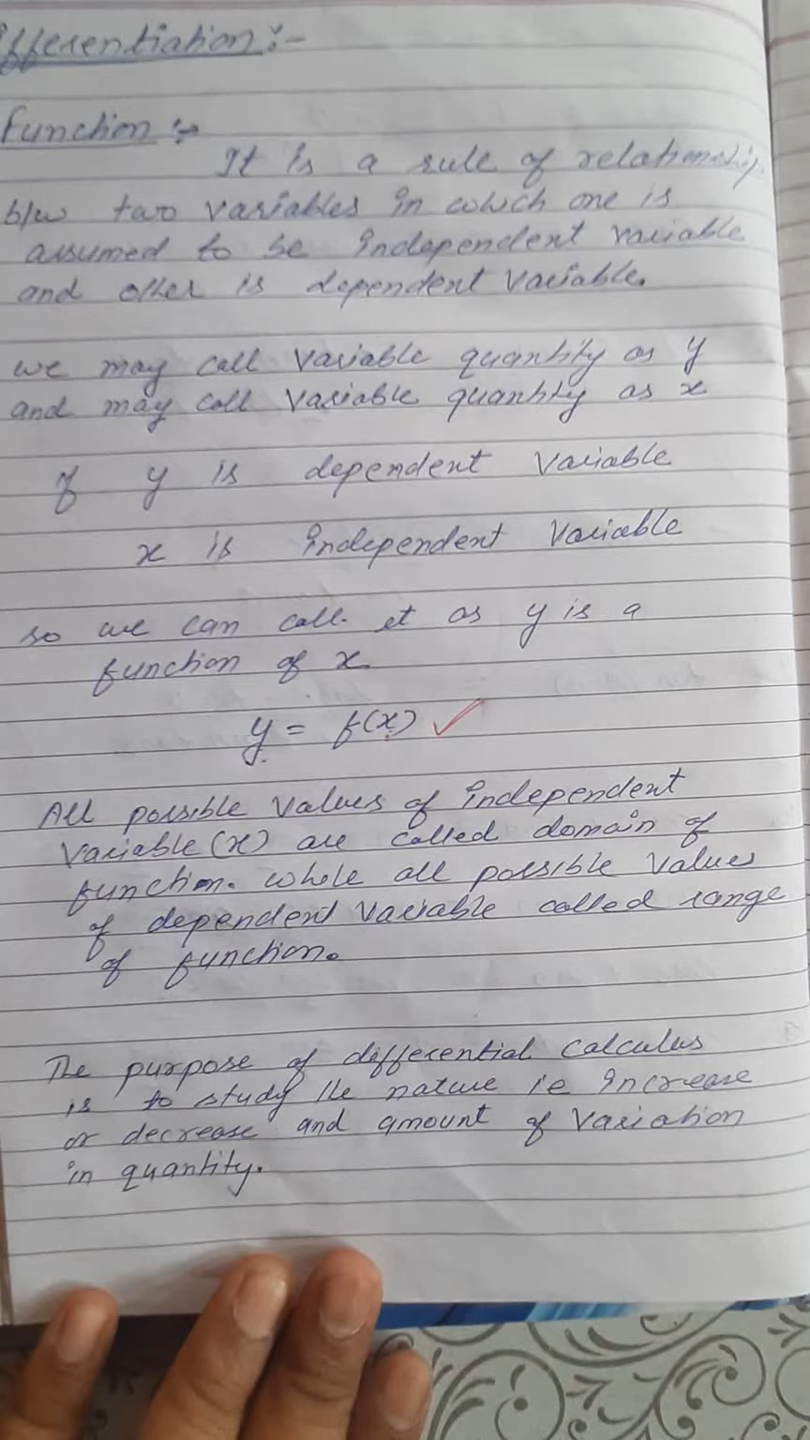 ifferentiation:-
Function :-
It is a rule of relationship
b/w two variables in which one is
assumed to be independent variable
and other is dependent variable.
we may call variable quantity as y
and may call variable quantity as x
If y is dependent variable
x is independent variable
so we can call it as y is a
function of x
y = f(x) ✓
All possible values of independent
variable (x) are called domain of
function. while all possible values
of dependent variable called range
of function.
The purpose of differential calculus
is to study the nature ie increase
or decrease and amount of variation
in quantity.